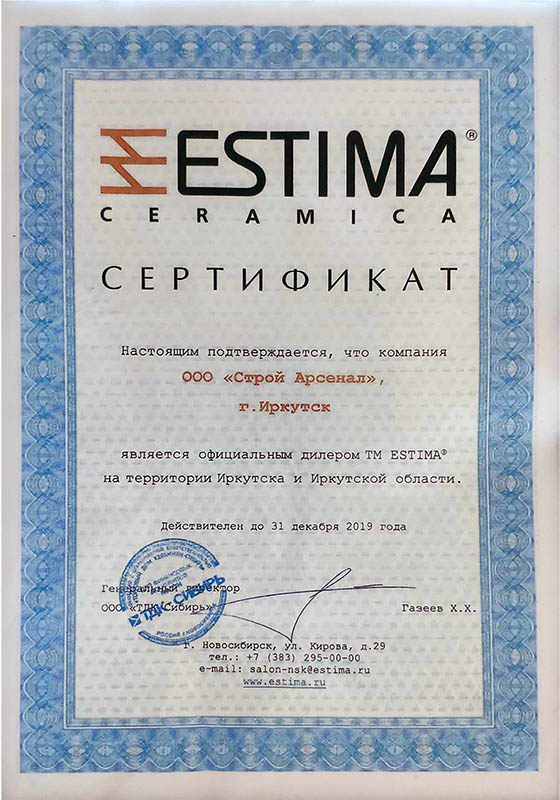 ESTIMA®
CERAMICA
СЕРТИФИКАТ
Настоящим подтверждается, что компания
ООО «Строй Арсенал»,
г.Иркутск
является официальным дилером ТМ ESTIMA®
на территории Иркутска и Иркутской области.
Действителен до 31 декабря 2019 года
Генеральный директор
ООО «ТДК-Сибирь»
Газеев Х.Х.
ТДК-СИБИРЬ
г. Новосибирск, ул. Кирова, д.29
тел.: +7 (383) 295-00-00
e-mail: salon-nsk@estima.ru
www.estima.ru